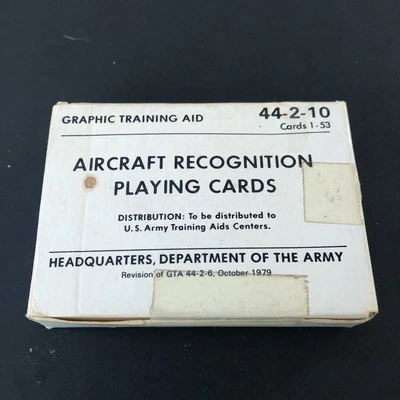 GRAPHIC TRAINING AID 44-2-10
Cards 1-53
AIRCRAFT RECOGNITION
PLAYING CARDS
DISTRIBUTION: To be distributed to
U.S. Army Training Aids Centers.
HEADQUARTERS, DEPARTMENT OF THE ARMY
Revision of GTA 44-2-6, October 1979